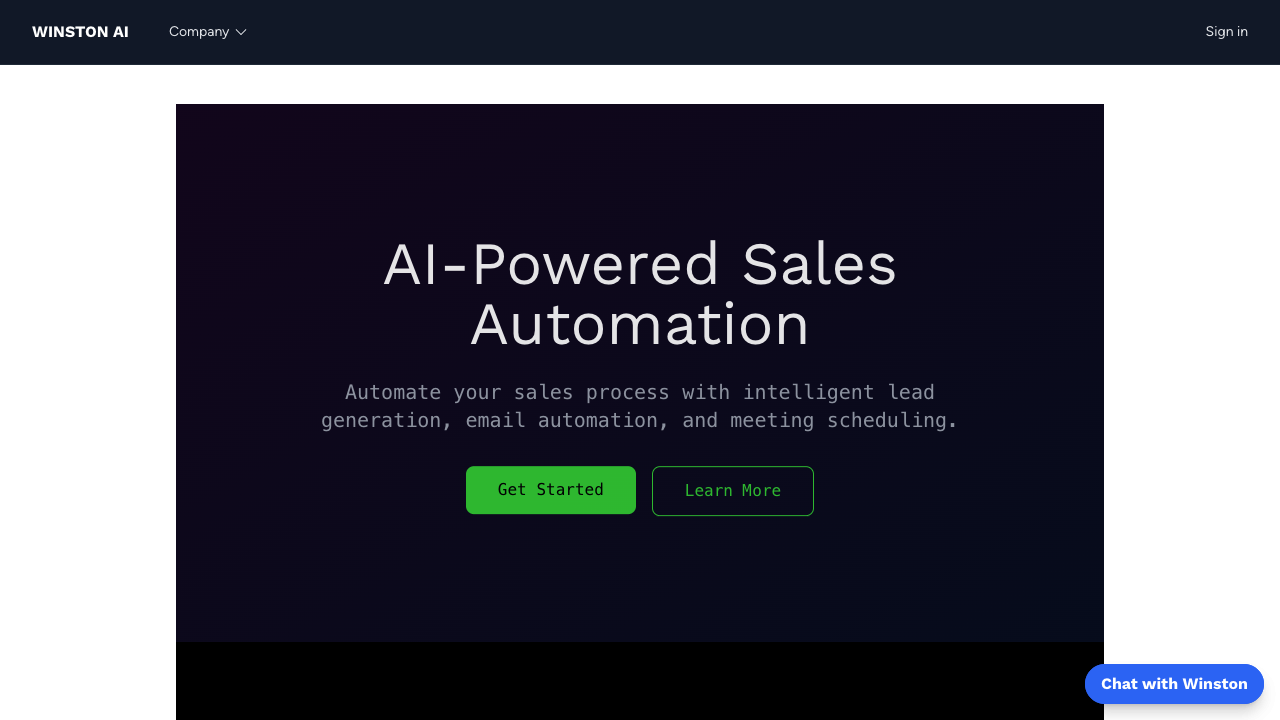 WINSTON AI
Company
Sign in
AI-Powered Sales
Automation
Automate your sales process with intelligent lead
generation, email automation, and meeting scheduling.
Get Started
Learn More
Chat with Winston